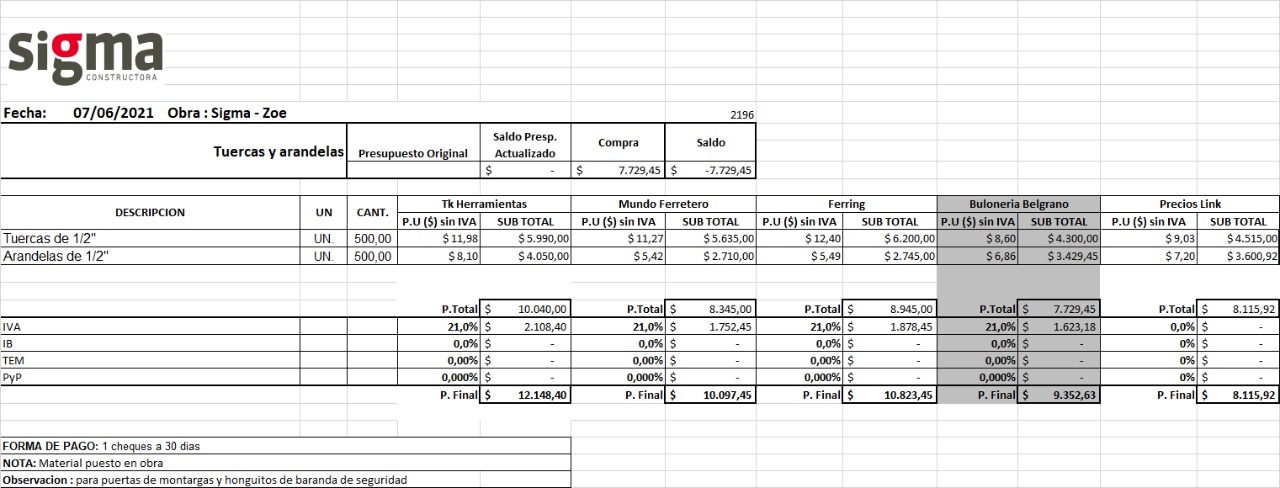 sigma
CONSTRUCTORA
Fecha: 07/06/2021 Obra : Sigma - Zoe 2196
Tuercas y arandelas Presupuesto Original Saldo Presp. Actualizado Compra Saldo
$ - $ 7.729,45 $ -7.729,45
Tk Herramientas Mundo Ferretero Ferring Buloneria Belgrano Precios Link
DESCRIPCION UN CANT. P.U ($) sin IVA SUB TOTAL P.U ($) sin IVA SUB TOTAL P.U ($) sin IVA SUB TOTAL P.U ($) sin IVA SUB TOTAL P.U ($) sin IVA SUB TOTAL
Tuercas de 1/2" UN. 500,00 $ 11,98 $ 5.990,00 $ 11,27 $ 5.635,00 $ 12,40 $ 6.200,00 $ 8,60 $ 4.300,00 $ 9,03 $ 4.515,00
Arandelas de 1/2" UN. 500,00 $ 8,10 $ 4.050,00 $ 5,42 $ 2.710,00 $ 5,49 $ 2.745,00 $ 6,86 $ 3.429,45 $ 7,20 $ 3.600,92
P.Total $ 10.040,00 P.Total $ 8.345,00 P.Total $ 8.945,00 P.Total $ 7.729,45 P.Total $ 8.115,92
IVA 21,0% $ 2.108,40 21,0% $ 1.752,45 21,0% $ 1.878,45 21,0% $ 1.623,18 0,0% $ -
IB 0,0% $ - 0,0% $ - 0,0% $ - 0,0% $ - 0% $ -
TEM 0,00% $ - 0,00% $ - 0,00% $ - 0,00% $ - 0% $ -
PyP 0,000% $ - 0,000% $ - 0,000% $ - 0,000% $ - 0% $ -
P. Final $ 12.148,40 P. Final $ 10.097,45 P. Final $ 10.823,45 P. Final $ 9.352,63 P. Final $ 8.115,92
FORMA DE PAGO: 1 cheques a 30 dias
NOTA: Material puesto en obra
Observacion : para puertas de montargas y honguitos de baranda de seguridad